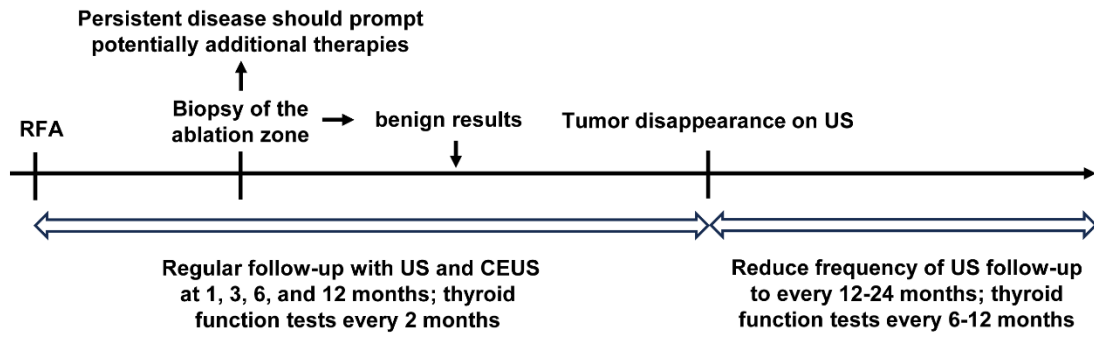 Persistent disease should prompt
potentially additional therapies
RFA
Biopsy of the
ablation zone
benign results
Tumor disappearance on US
Regular follow-up with US and CEUS
at 1, 3, 6, and 12 months; thyroid
function tests every 2 months
Reduce frequency of US follow-up
to every 12-24 months; thyroid
function tests every 6-12 months